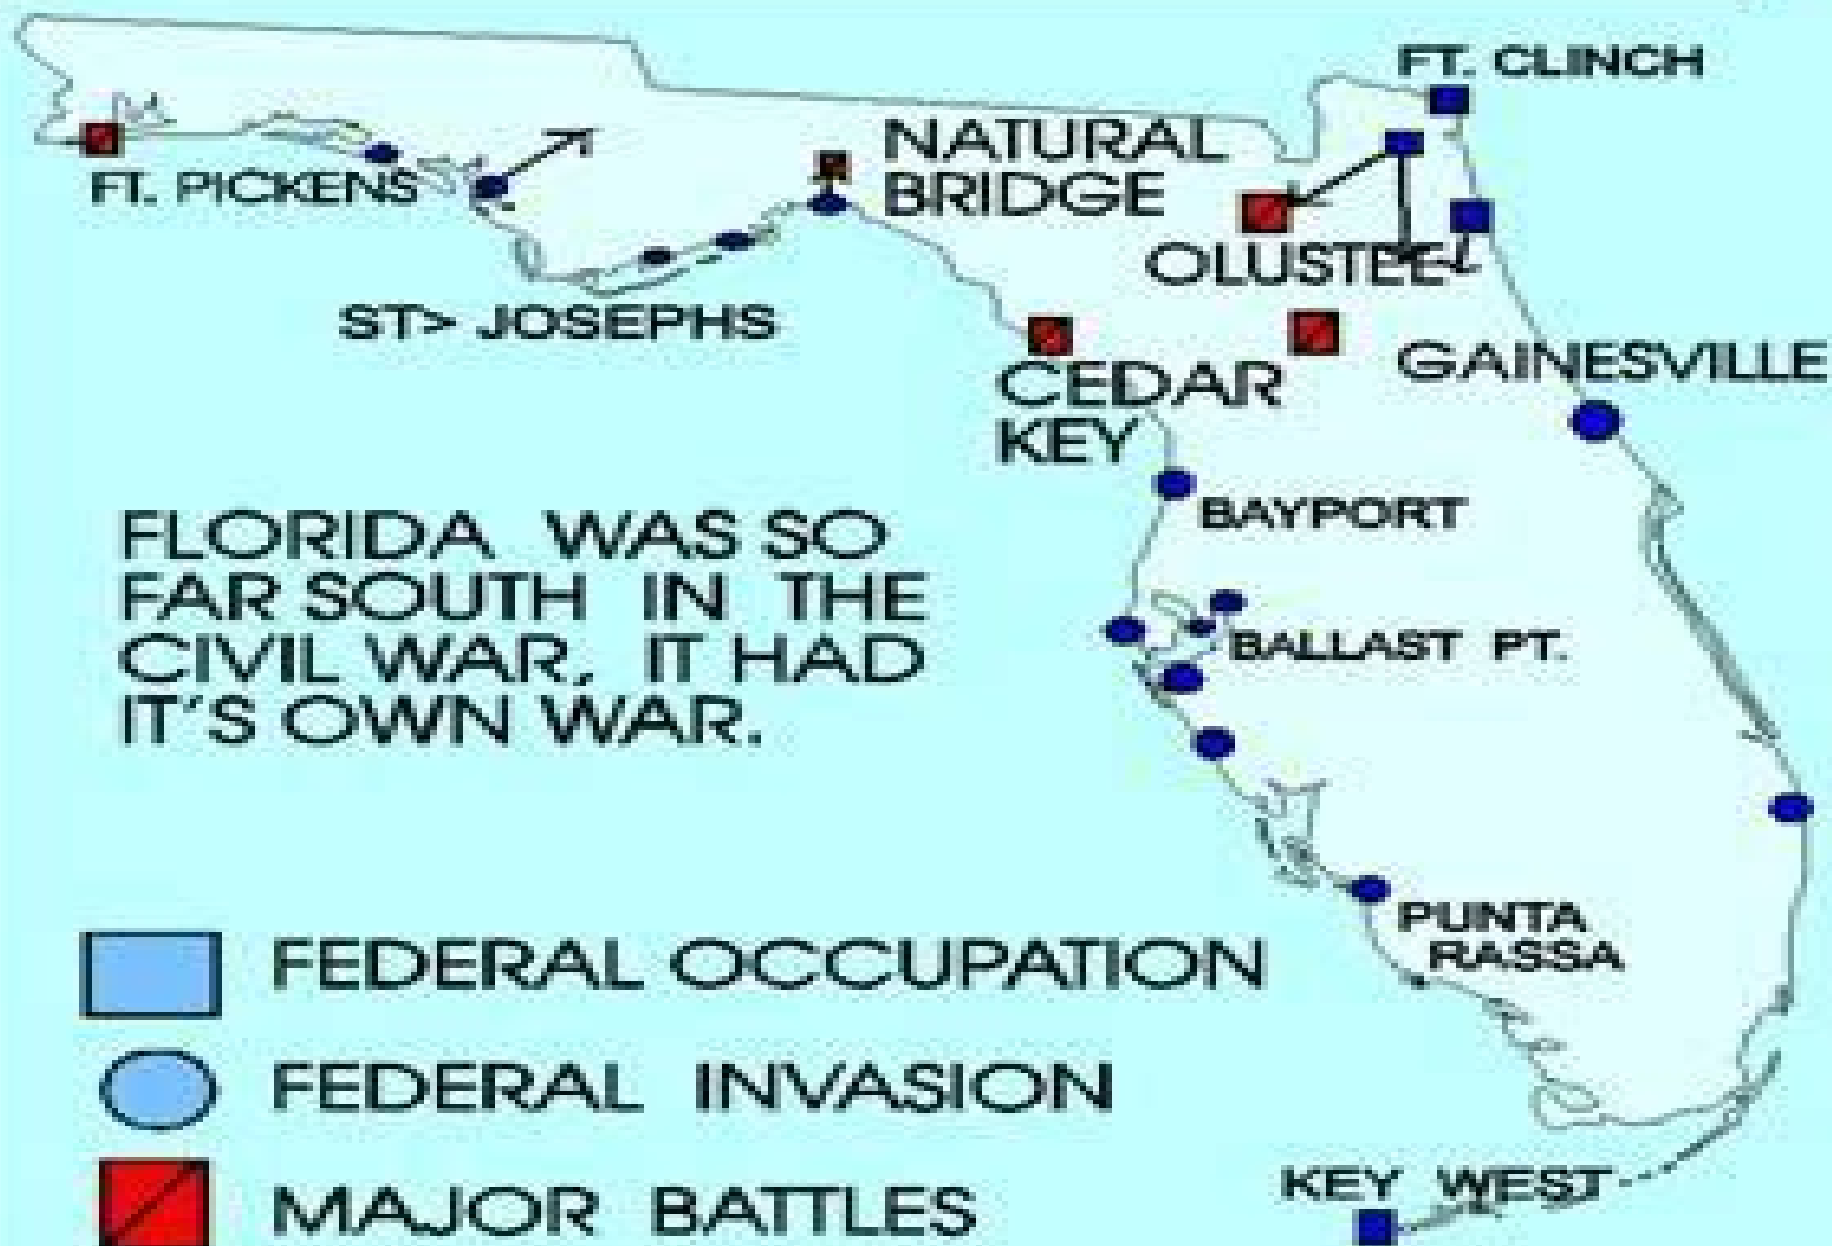 FT. CLINCH
NATURAL
BRIDGE
FT. PICKENS
OLUSTEE
ST> JOSEPHS
GAINESVILLE
CEDAR
KEY
BAYPORT
FLORIDA WAS SO
FAR SOUTH IN THE
CIVIL WAR, IT HAD
IT'S OWN WAR.
BALLAST PT.
PUNTA
RASSA
FEDERAL OCCUPATION
FEDERAL INVASION
KEY WEST
MAJOR BATTLES